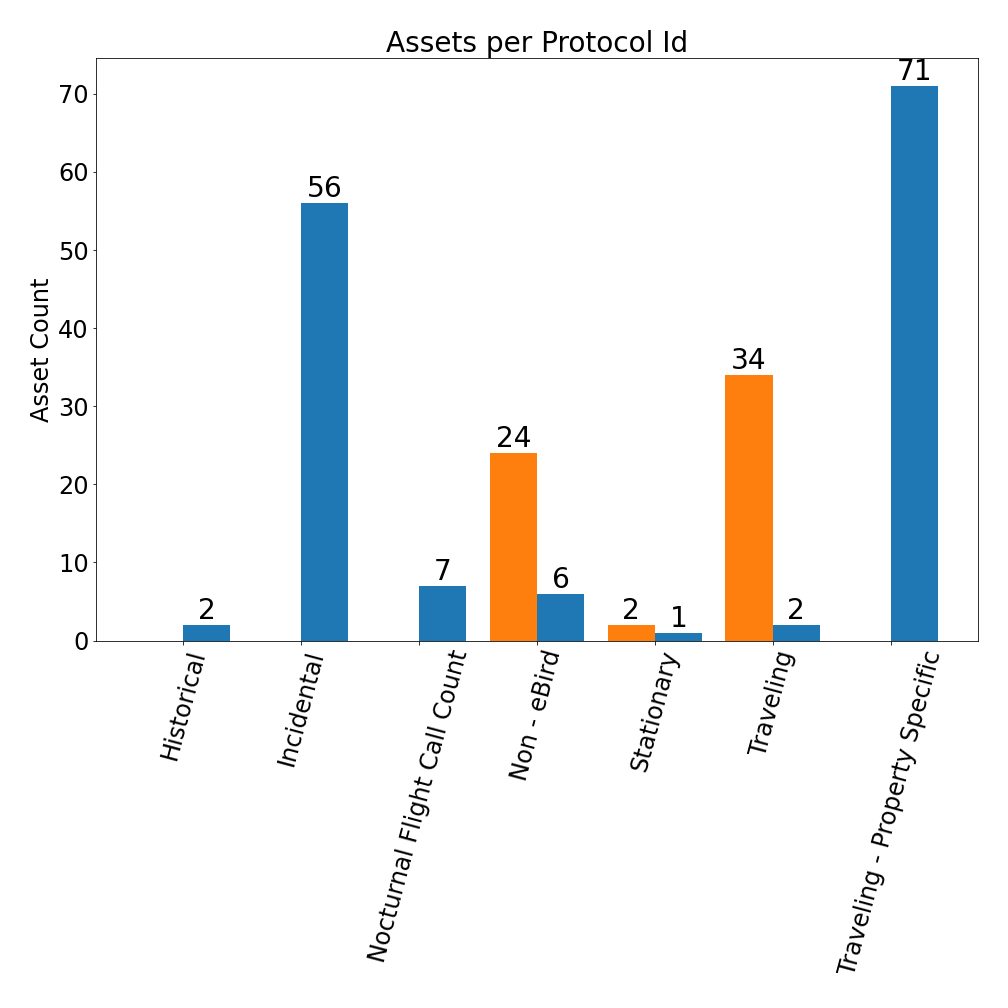 Assets per Protocol Id
Asset Count
70
60
50
40
30
20
10
0
2
56
7
24
6
2
1
34
2
71
Historical
Incidental
Nocturnal Flight Call Count
Non - eBird
Stationary
Traveling
Traveling - Property Specific